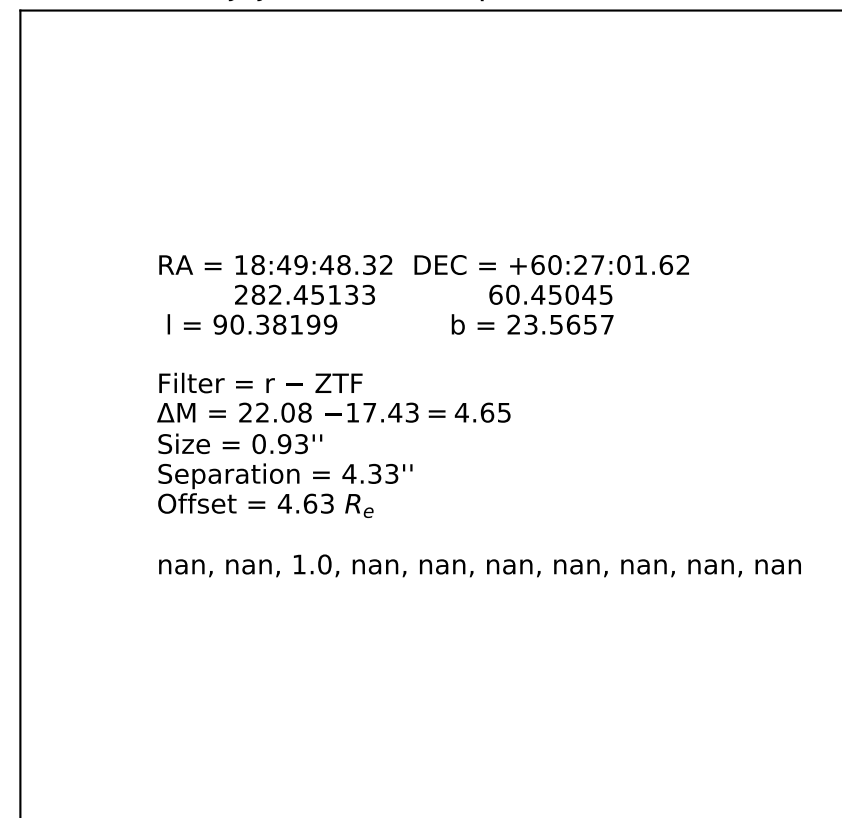 RA = 18:49:48.32 DEC = +60:27:01.62
282.45133 60.45045
l = 90.38199 b = 23.5657
Filter = r − ZTF
ΔM = 22.08 −17.43 = 4.65
Size = 0.93''
Separation = 4.33''
Offset = 4.63 Rₑ
nan, nan, 1.0, nan, nan, nan, nan, nan, nan, nan